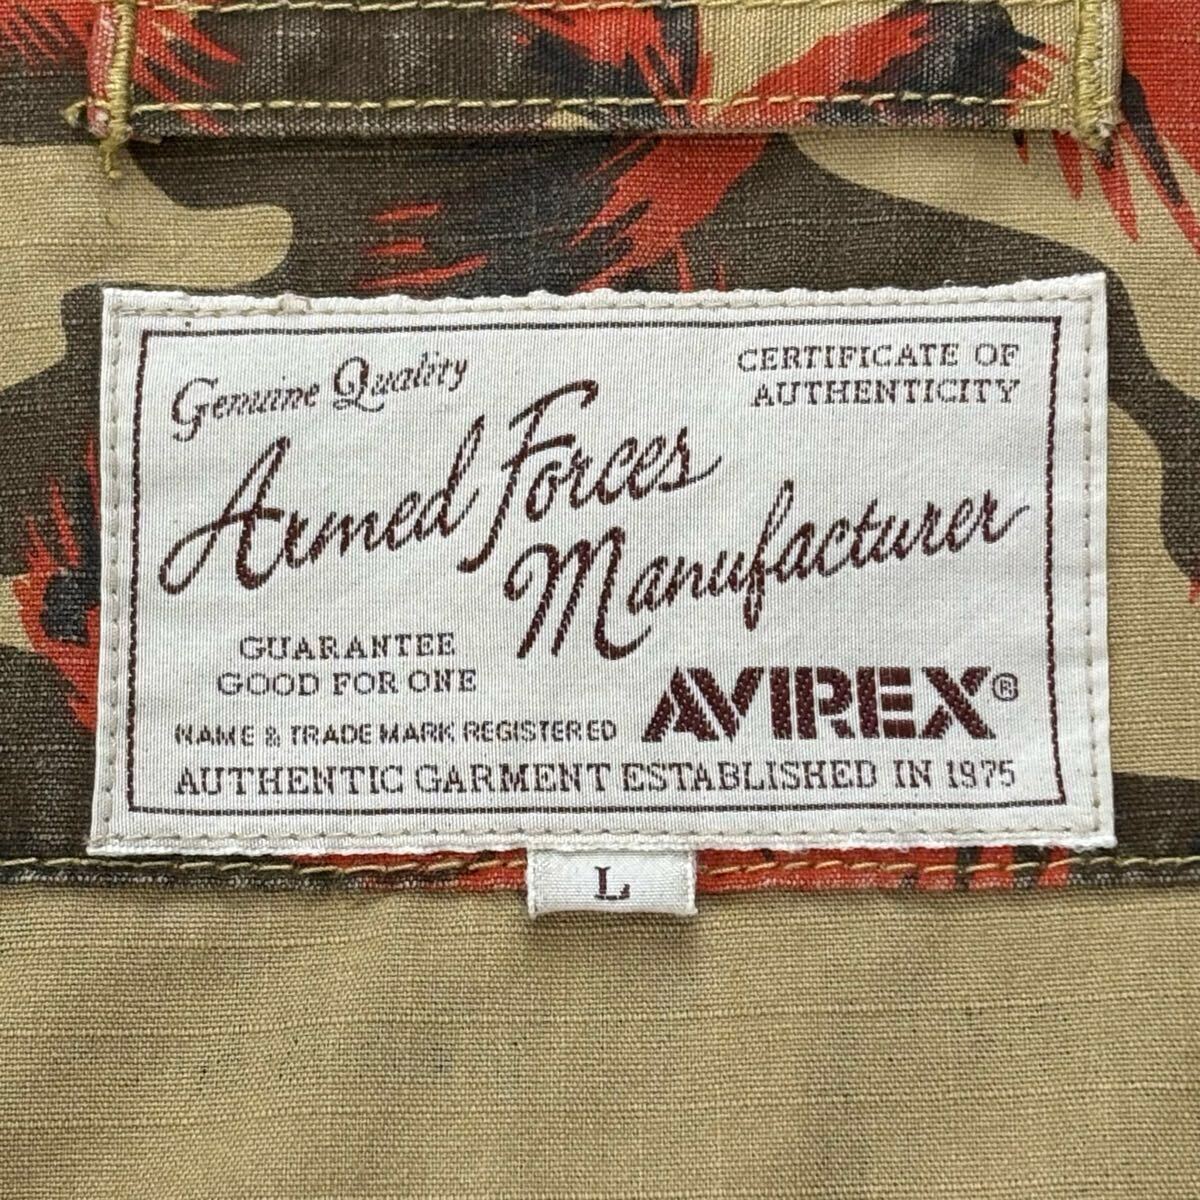 Genuine Quality
CERTIFICATE OF
AUTHENTICITY
Armed Forces
Manufacturer
GUARANTEE
GOOD FOR ONE
AVIREX®
NAME & TRADE MARK REGISTERED
AUTHENTIC GARMENT ESTABLISHED IN 1975
L